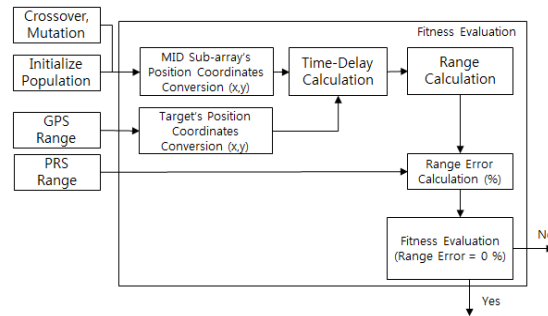 Crossover,
Mutation
Fitness Evaluation
Initialize
Population
MID Sub-array's
Position Coordinates
Conversion (x,y)
Time-Delay
Calculation
Range
Calculation
GPS
Range
Target's Position
Coordinates
Conversion (x,y)
PRS
Range
Range Error
Calculation (%)
Fitness Evaluation
(Range Error = 0 %)
No
Yes